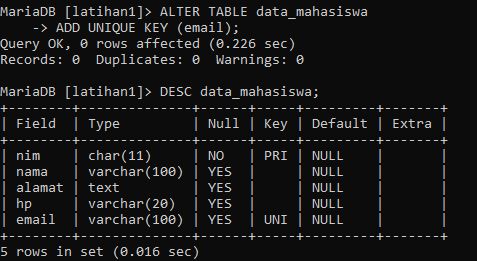 MariaDB [latihan1]> ALTER TABLE data_mahasiswa
    -> ADD UNIQUE KEY (email);
Query OK, 0 rows affected (0.226 sec)
Records: 0  Duplicates: 0  Warnings: 0

MariaDB [latihan1]> DESC data_mahasiswa;
+--------+--------------+------+-----+---------+-------+
| Field  | Type         | Null | Key | Default | Extra |
+--------+--------------+------+-----+---------+-------+
| nim    | char(11)     | NO   | PRI | NULL    |       |
| nama   | varchar(100) | YES  |     | NULL    |       |
| alamat | text         | YES  |     | NULL    |       |
| hp     | varchar(20)  | YES  |     | NULL    |       |
| email  | varchar(100) | YES  | UNI | NULL    |       |
+--------+--------------+------+-----+---------+-------+
5 rows in set (0.016 sec)